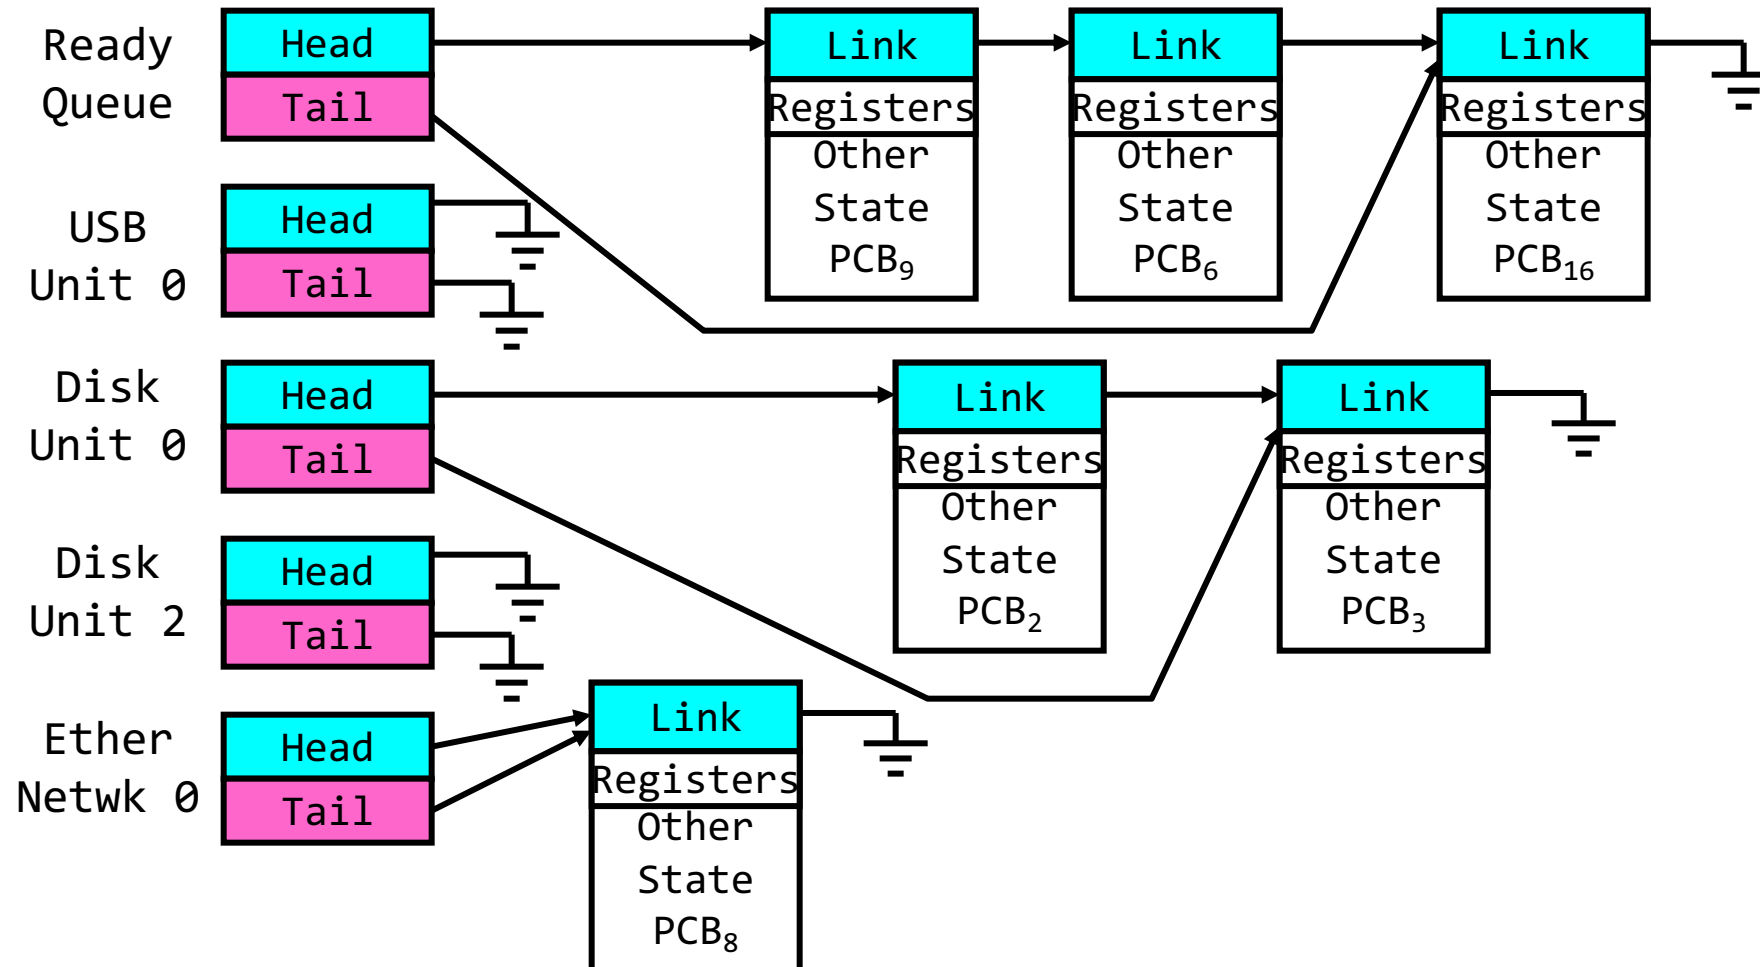 Ready
Queue
Head
Tail
Link
Registers
Other
State
PCB₉
Link
Registers
Other
State
PCB₆
Link
Registers
Other
State
PCB₁₆
USB
Unit 0
Head
Tail
Disk
Unit 0
Head
Tail
Link
Registers
Other
State
PCB₂
Link
Registers
Other
State
PCB₃
Disk
Unit 2
Head
Tail
Ether
Netwk 0
Head
Tail
Link
Registers
Other
State
PCB₈